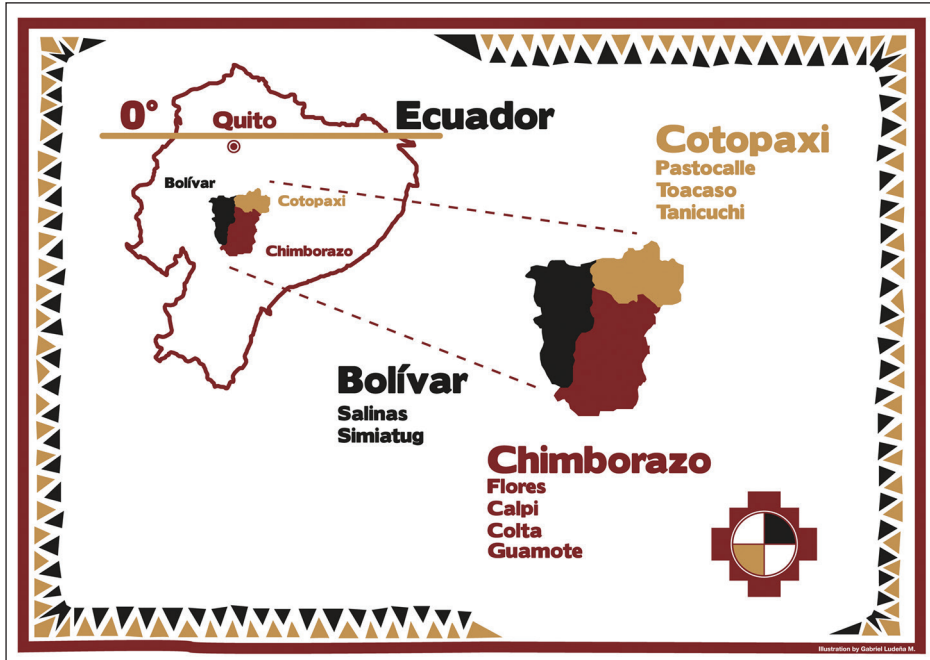 0°
Quito
Ecuador
Bolívar
Cotopaxi
Chimborazo
Cotopaxi
Pastocalle
Toacaso
Tanicuchi
Bolívar
Salinas
Simiatug
Chimborazo
Flores
Calpi
Colta
Guamote
Illustration by Gabriel Ludeña M.